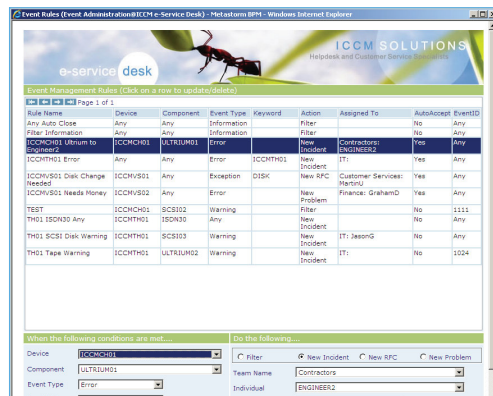 Event Rules (Event Administration@ICCM e-Service Desk) - Metastorm BPM - Windows Internet Explorer
ICCM SOLUTIONS
Helpdesk and Customer Service Specialists
e-service desk
Event Management Rules (Click on a row to update/delete)
Page 1 of 1
Rule Name Device Component Event Type Keyword Action Assigned To AutoAccept EventID
Any Auto Close Any Any Information Filter No Any
Filter Information Any Any Information Filter No Any
ICCMCH01 Ultrium to ICCMCH01 ULTRIUM01 Error New Contractors: Yes Any
Engineer2 Incident ENGINEER2
ICCMTH01 Error Any Any Error ICCMTH01 New IT: Yes Any
Incident
ICCMVS01 Disk Change ICCMVS01 Any Exception DISK New RFC Customer Services: Yes Any
Needed MartinU
ICCMVS01 Needs Money ICCMVS02 Any Error New Finance: GrahamD Yes Any
Problem
TEST ICCMCH01 SCSI02 Warning Filter No 1111
TH01 ISDN30 Any ICCMTH01 ISDN30 Any New No Any
Incident
TH01 SCSI Disk Warning ICCMTH01 SCSI03 Warning New IT: JasonG Yes Any
Incident
TH01 Tape Warning ICCMTH01 ULTRIUM02 Warning New IT: No 1024
Incident
When the following conditions are met.... Do the following....
Device ICCMCH01 Filter New Incident New RFC New Problem
Component ULTRIUM01 Team Name Contractors
Event Type Error Individual ENGINEER2